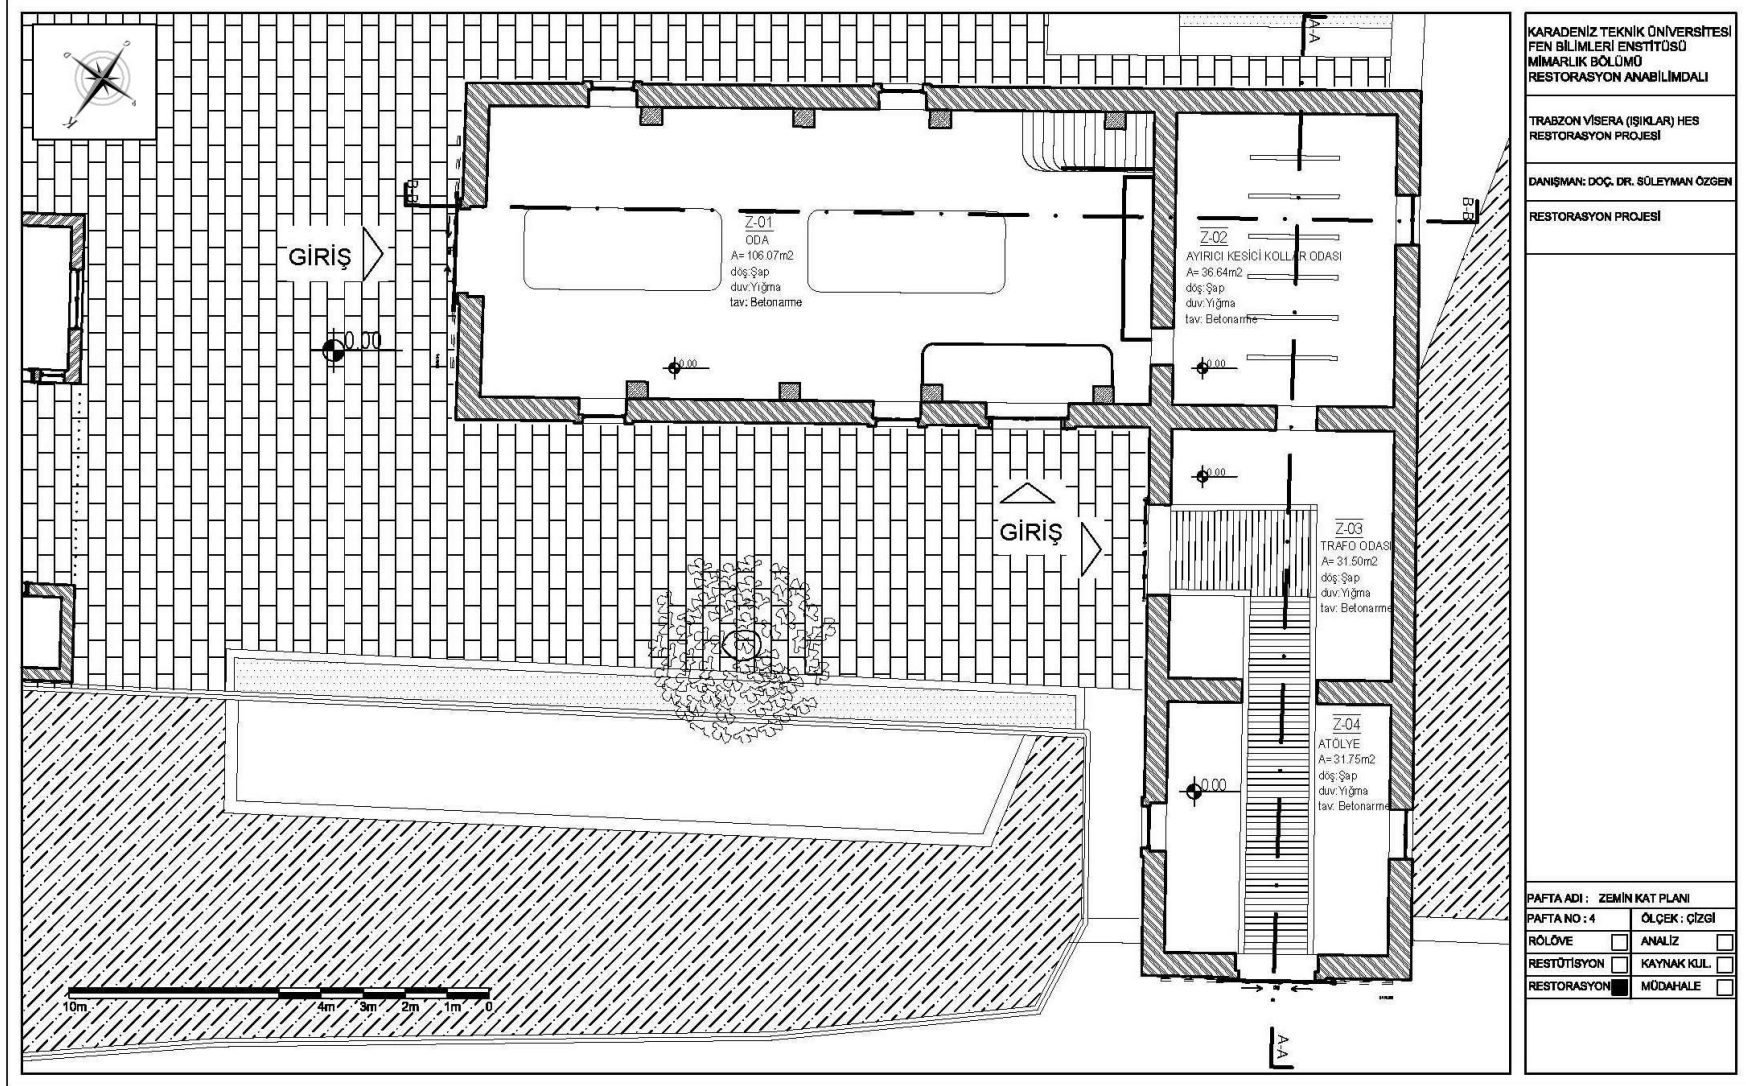 KARADENİZ TEKNİK ÜNİVERSİTESİ
FEN BİLİMLERİ ENSTİTÜSÜ
MİMARLIK BÖLÜMÜ
RESTORASYON ANABİLİMDALI
TRABZON VİSERA (IŞIKLAR) HES
RESTORASYON PROJESİ
DANIŞMAN: DOÇ. DR. SÜLEYMAN ÖZGEN
RESTORASYON PROJESİ
A-A
B-B
B-B
GİRİŞ
0.00
Z-01
ODA
A= 106.07m2
döş:Şap
duv:Yığma
tav: Betonarme
0.00
Z-02
AYIRICI KESİCİ KOLLAR ODASI
A= 36.64m2
döş:Şap
duv:Yığma
tav: Betonarme
0.00
0.00
GİRİŞ
Z-03
TRAFO ODASI
A= 31.50m2
döş:Şap
duv:Yığma
tav: Betonarme
Z-04
ATÖLYE
A= 31.75m2
döş:Şap
duv:Yığma
tav: Betonarme
0.00
10m 4m 3m 2m 1m 0
A-A
PAFTA ADI : ZEMİN KAT PLANI
PAFTA NO : 4 ÖLÇEK : ÇİZGİ
RÖLÖVE ANALİZ
RESTÜTİSYON KAYNAK KUL.
RESTORASYON MÜDAHALE